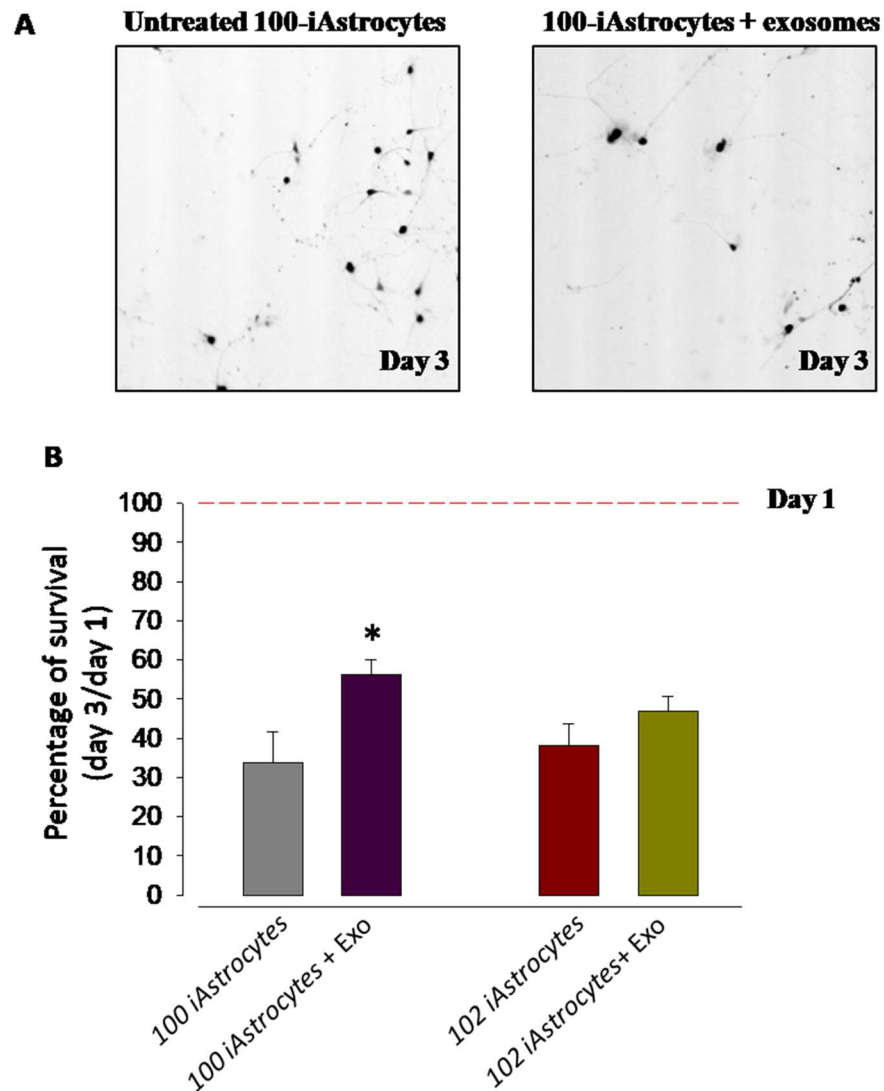 A
Untreated 100-iAstrocytes
100-iAstrocytes + exosomes
Day 3
Day 3
B
Day 1
Percentage of survival
(day 3/day 1)
100
90
80
70
60
50
40
30
20
10
0
*
100 iAstrocytes
100 iAstrocytes + Exo
102 iAstrocytes
102 iAstrocytes+ Exo